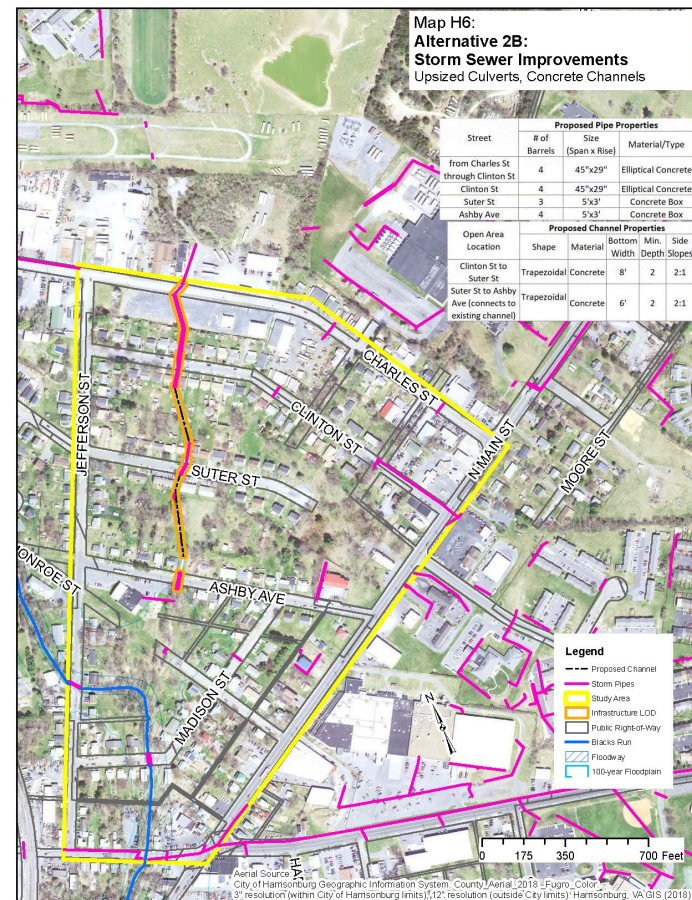 Map H6:
Alternative 2B:
Storm Sewer Improvements
Upsized Culverts, Concrete Channels
Street
Proposed Pipe Properties
# of Barrels
Size (Span x Rise)
Material/Type
from Charles St through Clinton St 4 45"x29" Elliptical Concrete
Clinton St 4 45"x29" Elliptical Concrete
Suter St 3 5'x3' Concrete Box
Ashby Ave 4 5'x3' Concrete Box
Open Area Location
Proposed Channel Properties
Shape
Material
Bottom Width
Min. Depth
Side Slopes
Clinton St to Suter St Trapezoidal Concrete 8' 2 2:1
Suter St to Ashby Ave (connects to existing channel) Trapezoidal Concrete 6' 2 2:1
CHARLES ST
CLINTON ST
JEFFERSON ST
N MAIN ST
MOORE ST
SUTER ST
ASHBY AVE
MONROE ST
MADISON ST
N
Legend
Proposed Channel
Storm Pipes
Study Area
Infrastructure LOD
Public Right-of-Way
Blacks Run
Floodway
100-year Floodplain
0 175 350 700 Feet
Aerial Source:
City of Harrisonburg Geographic Information System, County_Aerial_2018_Fugro_Color_
3" resolution (within City of Harrisonburg limits), 12" resolution (outside City limits). Harrisonburg, VA GIS (2018)